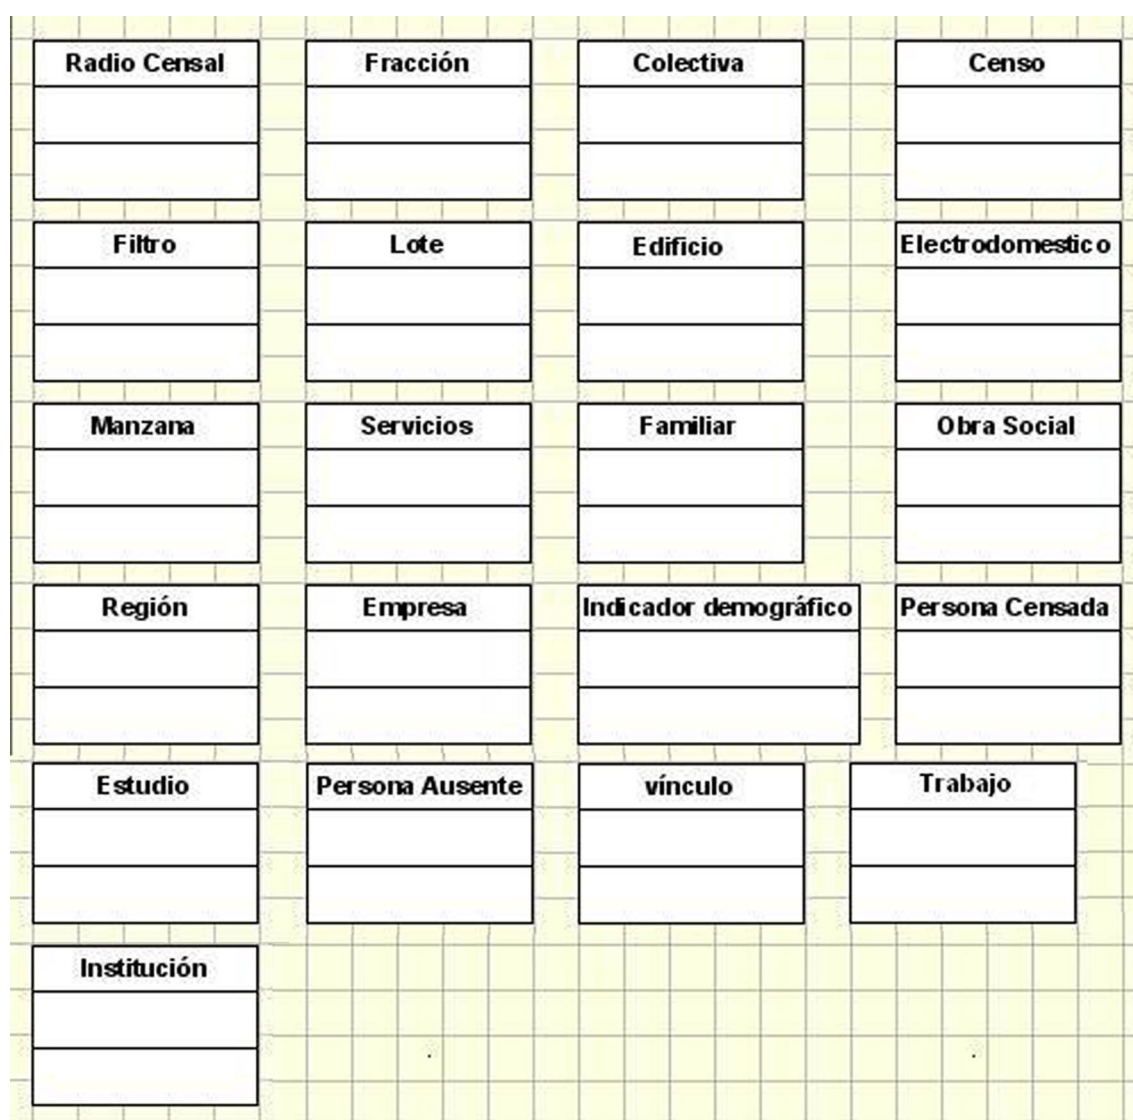 Radio Censal
Fracción
Colectiva
Censo
Filtro
Lote
Edificio
Electrodomestico
Manzana
Servicios
Familiar
Obra Social
Región
Empresa
Indicador demográfico
Persona Censada
Estudio
Persona Ausente
vínculo
Trabajo
Institución